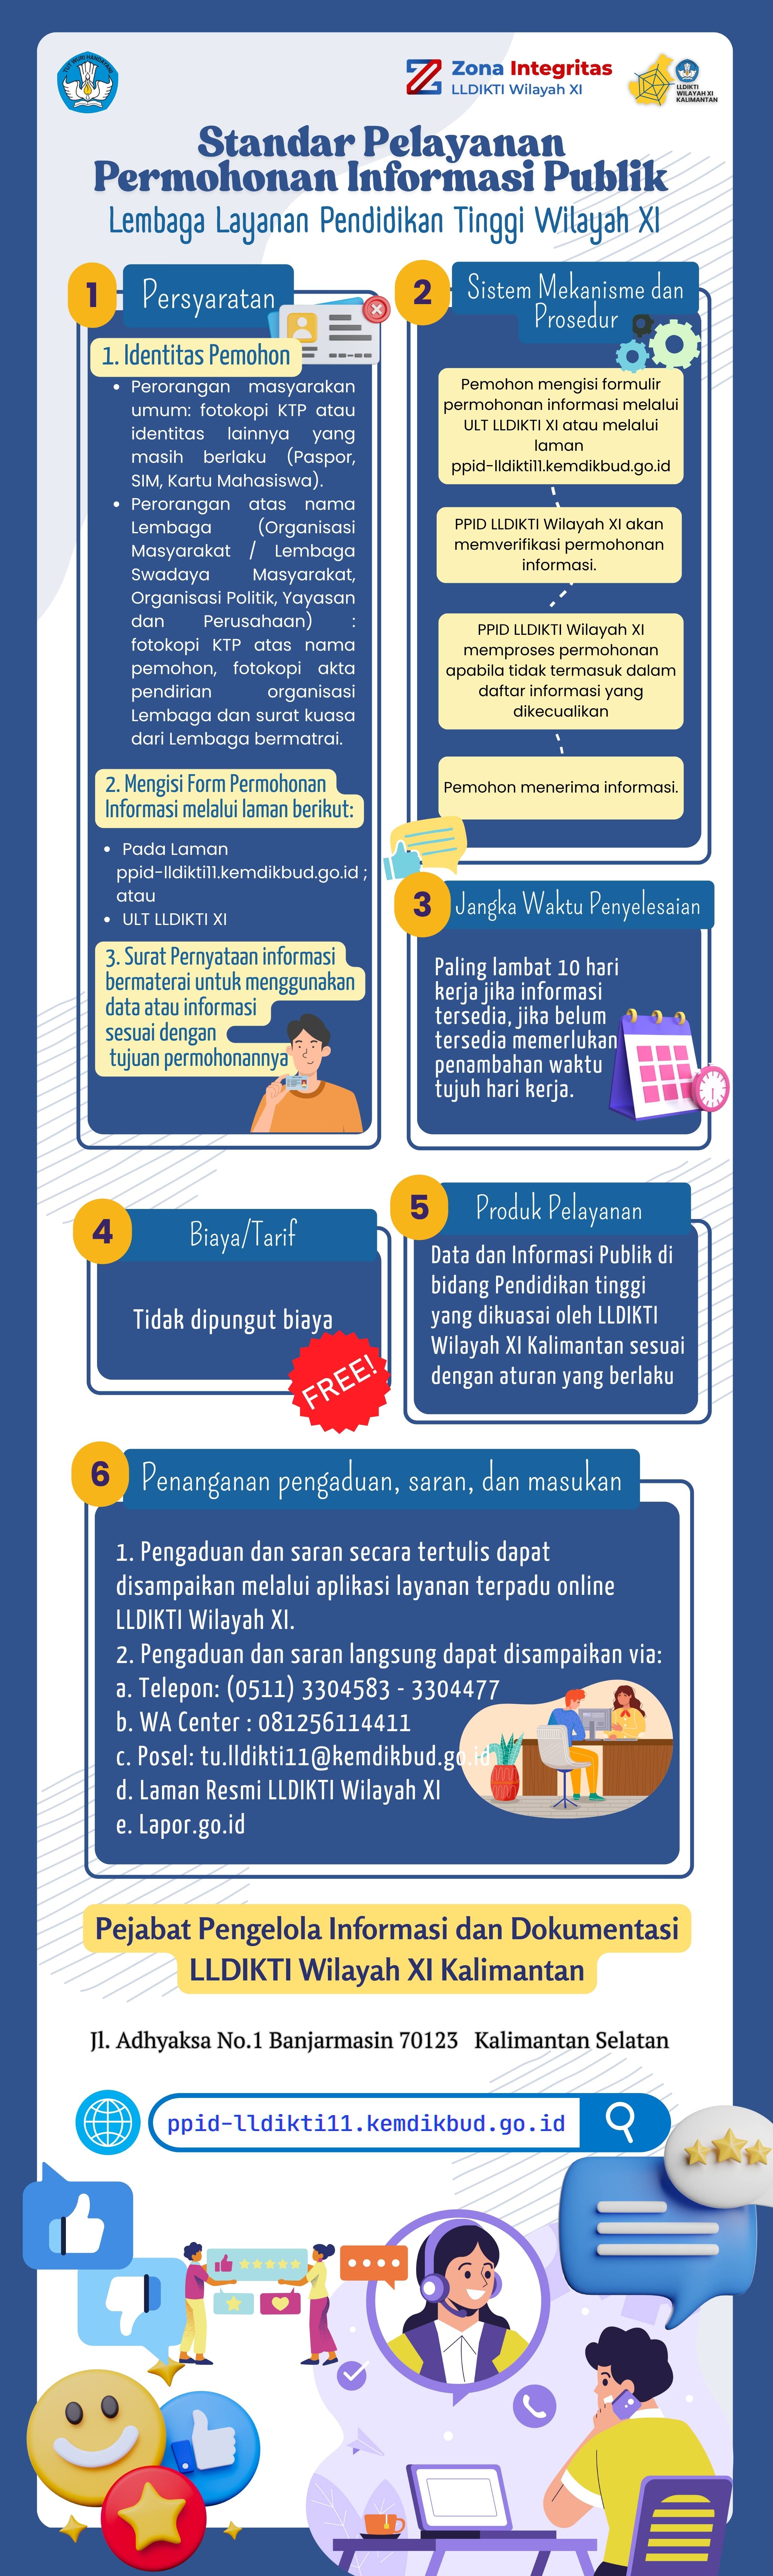 TUT WURI HANDAYANI
Zona Integritas
LLDIKTI Wilayah XI
LLDIKTI
WILAYAH XI
KALIMANTAN
Standar Pelayanan
Permohonan Informasi Publik
Lembaga Layanan Pendidikan Tinggi Wilayah XI
1
Persyaratan
1. Identitas Pemohon
• Perorangan masyarakan
umum: fotokopi KTP atau
identitas lainnya yang
masih berlaku (Paspor,
SIM, Kartu Mahasiswa).
• Perorangan atas nama
Lembaga (Organisasi
Masyarakat / Lembaga
Swadaya Masyarakat,
Organisasi Politik, Yayasan
dan Perusahaan) :
fotokopi KTP atas nama
pemohon, fotokopi akta
pendirian organisasi
Lembaga dan surat kuasa
dari Lembaga bermatrai.
2. Mengisi Form Permohonan
Informasi melalui laman berikut:
• Pada Laman
ppid-lldikti11.kemdikbud.go.id ;
atau
• ULT LLDIKTI XI
3. Surat Pernyataan informasi
bermaterai untuk menggunakan
data atau informasi
sesuai dengan
tujuan permohonannya
2
Sistem Mekanisme dan
Prosedur
Pemohon mengisi formulir
permohonan informasi melalui
ULT LLDIKTI XI atau melalui
laman
ppid-lldikti11.kemdikbud.go.id
PPID LLDIKTI Wilayah XI akan
memverifikasi permohonan
informasi.
PPID LLDIKTI Wilayah XI
memproses permohonan
apabila tidak termasuk dalam
daftar informasi yang
dikecualikan
Pemohon menerima informasi.
3
Jangka Waktu Penyelesaian
Paling lambat 10 hari
kerja jika informasi
tersedia, jika belum
tersedia memerlukan
penambahan waktu
tujuh hari kerja.
4
Biaya/Tarif
Tidak dipungut biaya
FREE!
5
Produk Pelayanan
Data dan Informasi Publik di
bidang Pendidikan tinggi
yang dikuasai oleh LLDIKTI
Wilayah XI Kalimantan sesuai
dengan aturan yang berlaku
6
Penanganan pengaduan, saran, dan masukan
1. Pengaduan dan saran secara tertulis dapat
disampaikan melalui aplikasi layanan terpadu online
LLDIKTI Wilayah XI.
2. Pengaduan dan saran langsung dapat disampaikan via:
a. Telepon: (0511) 3304583 - 3304477
b. WA Center : 081256114411
c. Posel: tu.lldikti11@kemdikbud.go.id
d. Laman Resmi LLDIKTI Wilayah XI
e. Lapor.go.id
Pejabat Pengelola Informasi dan Dokumentasi
LLDIKTI Wilayah XI Kalimantan
Jl. Adhyaksa No.1 Banjarmasin 70123 Kalimantan Selatan
ppid-lldikti11.kemdikbud.go.id